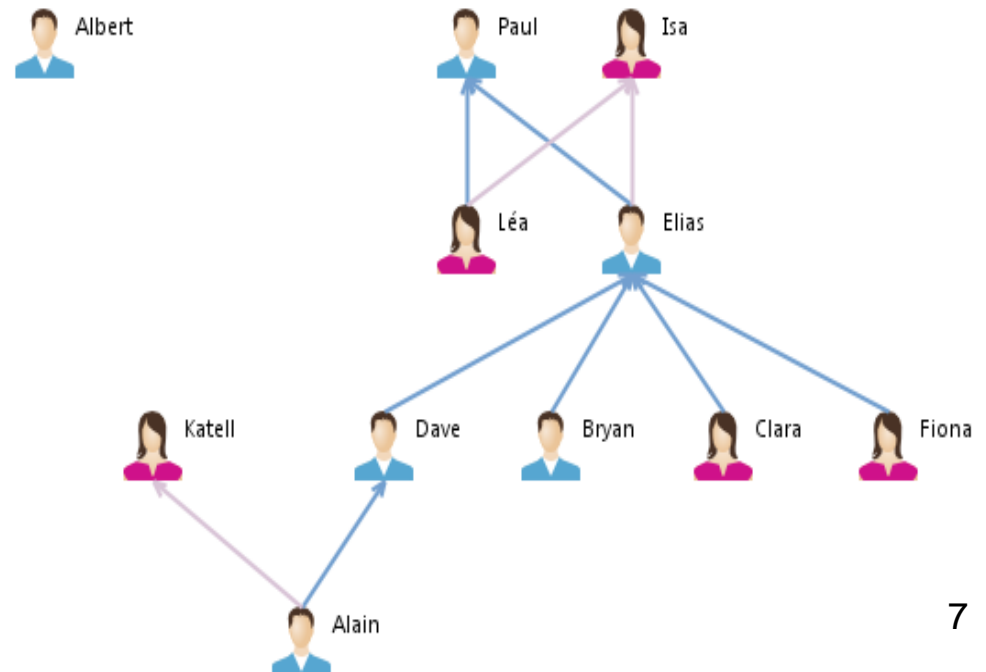 Albert
Paul
Isa
Léa
Elias
Katell
Dave
Bryan
Clara
Fiona
Alain
7